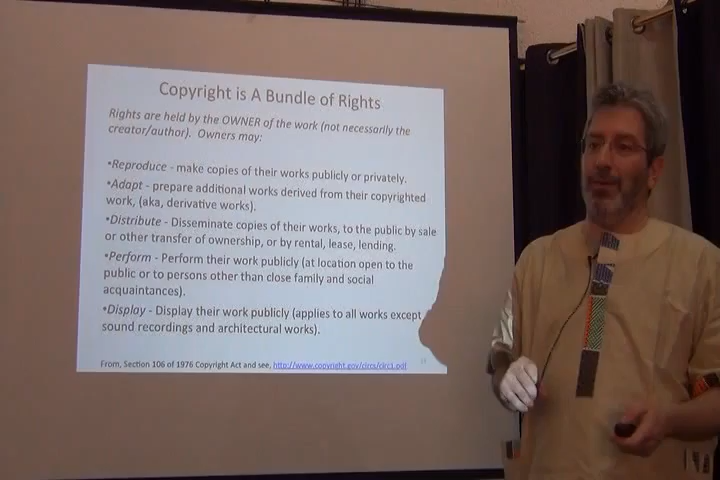 Copyright is A Bundle of Rights
Rights are held by the OWNER of the work (not necessarily the
creator/author). Owners may:
•Reproduce - make copies of their works publicly or privately.
•Adapt - prepare additional works derived from their copyrighted
work, (aka, derivative works).
•Distribute - Disseminate copies of their works, to the public by sale
or other transfer of ownership, or by rental, lease, lending.
•Perform - Perform their work publicly (at location open to the
public or to persons other than close family and social
acquaintances).
•Display - Display their work publicly (applies to all works except
sound recordings and architectural works).
From, Section 106 of 1976 Copyright Act and see, http://www.copyright.gov/circs/circ1.pdf